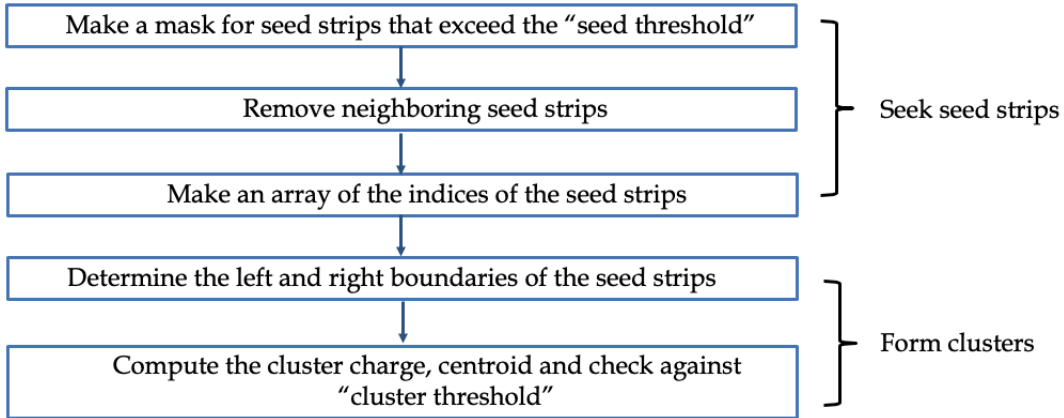 Make a mask for seed strips that exceed the “seed threshold”
Remove neighboring seed strips
Seek seed strips
Make an array of the indices of the seed strips
Determine the left and right boundaries of the seed strips
Form clusters
Compute the cluster charge, centroid and check against
“cluster threshold”